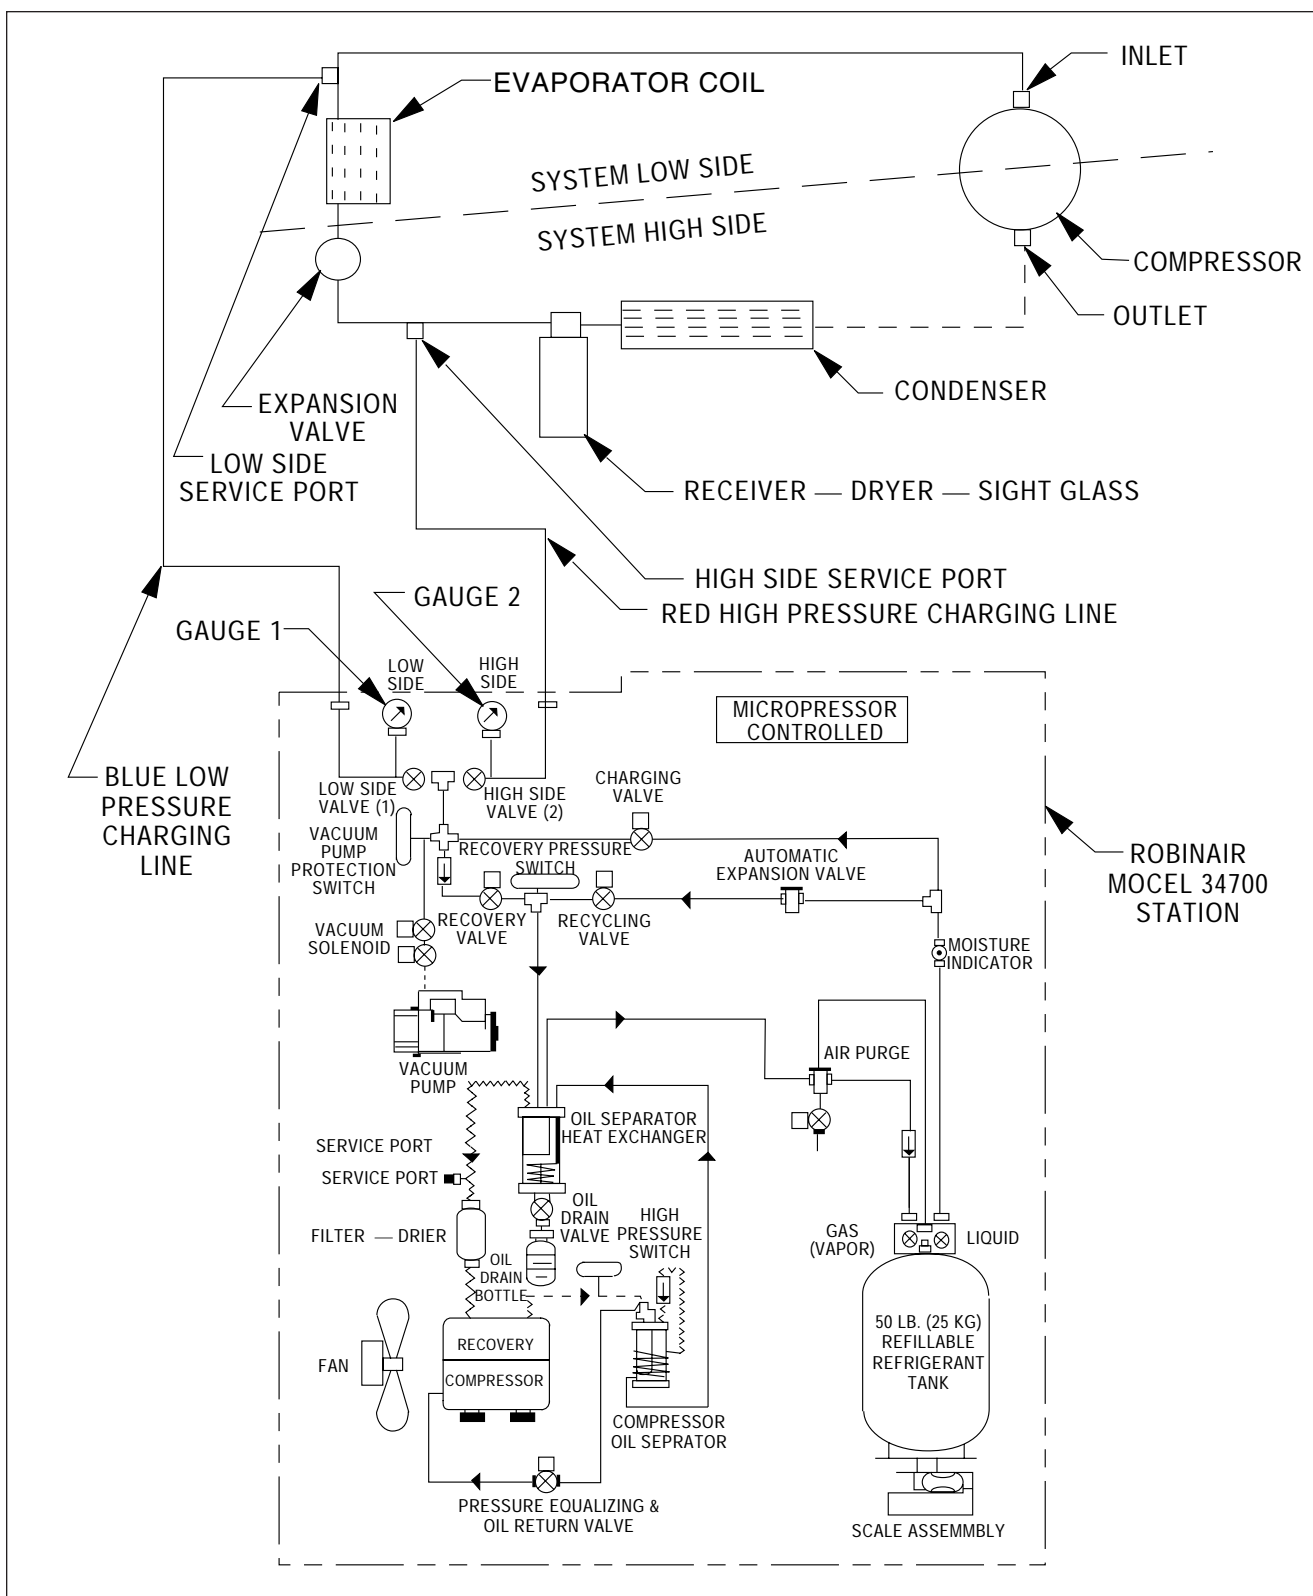 INLET
EVAPORATOR COIL
SYSTEM LOW SIDE
SYSTEM HIGH SIDE
COMPRESSOR
OUTLET
CONDENSER
EXPANSION
VALVE
LOW SIDE
SERVICE PORT
RECEIVER — DRYER — SIGHT GLASS
HIGH SIDE SERVICE PORT
RED HIGH PRESSURE CHARGING LINE
GAUGE 2
GAUGE 1
LOW
SIDE
HIGH
SIDE
MICROPRESSOR
CONTROLLED
BLUE LOW
PRESSURE
CHARGING
LINE
LOW SIDE
VALVE (1)
HIGH SIDE
VALVE (2)
CHARGING
VALVE
VACUUM
PUMP
PROTECTION
SWITCH
RECOVERY PRESSURE
SWITCH
AUTOMATIC
EXPANSION VALVE
ROBINAIR
MOCEL 34700
STATION
RECOVERY
VALVE
RECYCLING
VALVE
VACUUM
SOLENOID
MOISTURE
INDICATOR
VACUUM
PUMP
AIR PURGE
OIL SEPARATOR
HEAT EXCHANGER
SERVICE PORT
SERVICE PORT
OIL
DRAIN
VALVE
HIGH
PRESSURE
SWITCH
FILTER — DRIER
OIL
DRAIN
BOTTLE
GAS
(VAPOR)
LIQUID
50 LB. (25 KG)
REFILLABLE
REFRIGERANT
TANK
FAN
RECOVERY
COMPRESSOR
COMPRESSOR
OIL SEPRATOR
PRESSURE EQUALIZING &
OIL RETURN VALVE
SCALE ASSEMMBLY